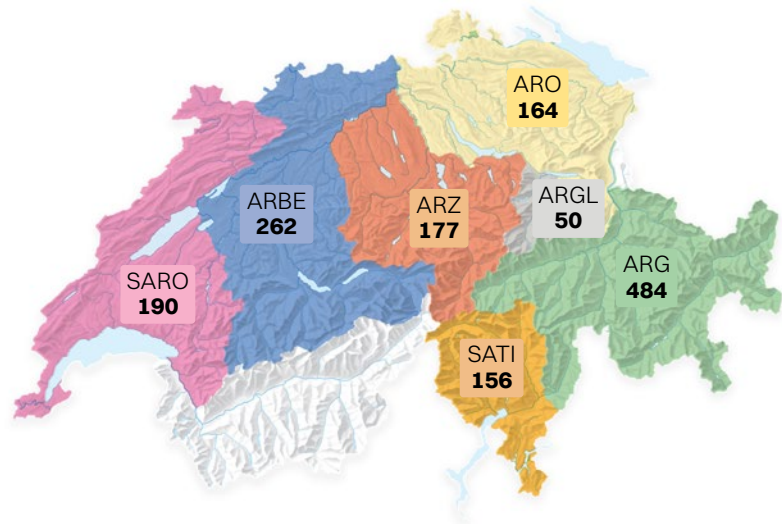 ARO
164
ARBE
262
ARZ
177
ARGL
50
ARG
484
SARO
190
SATI
156